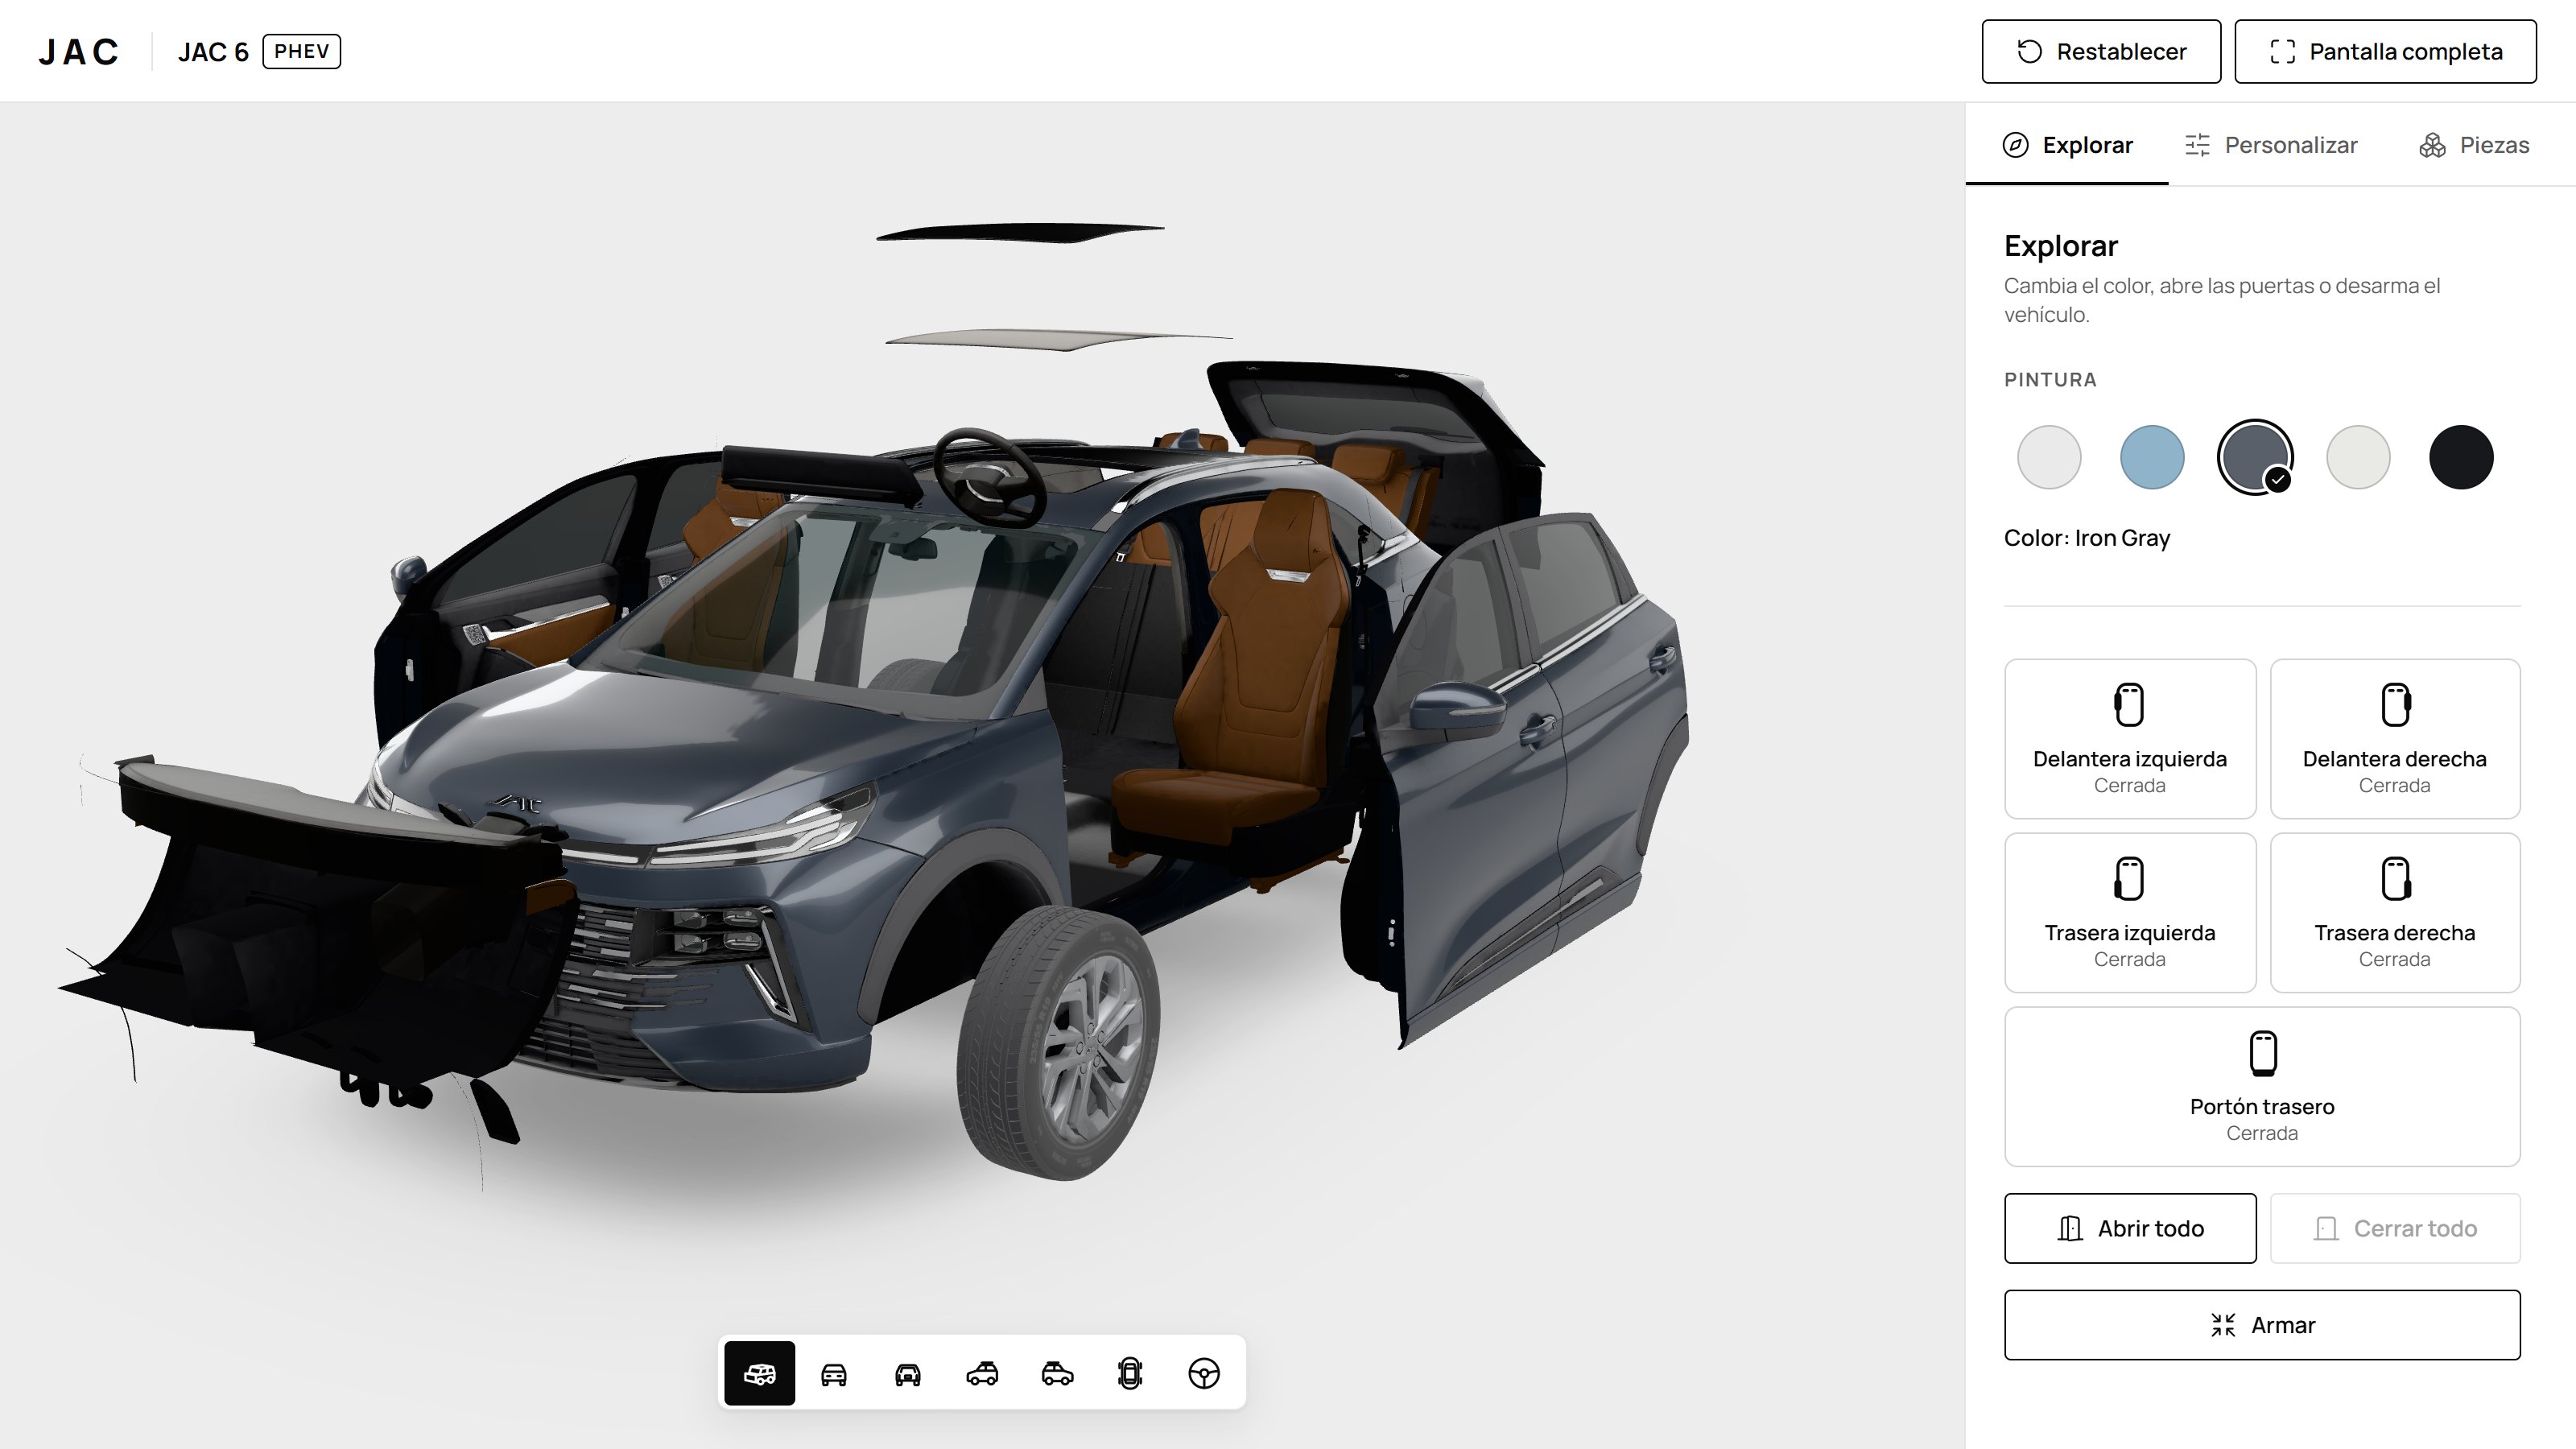 JAC
JAC 6 PHEV
Restablecer
Pantalla completa
Explorar
Personalizar
Piezas
Explorar
Cambia el color, abre las puertas o desarma el
vehículo.
PINTURA
Color: Iron Gray
Delantera izquierda
Cerrada
Delantera derecha
Cerrada
Trasera izquierda
Cerrada
Trasera derecha
Cerrada
Portón trasero
Cerrada
Abrir todo
Cerrar todo
Armar